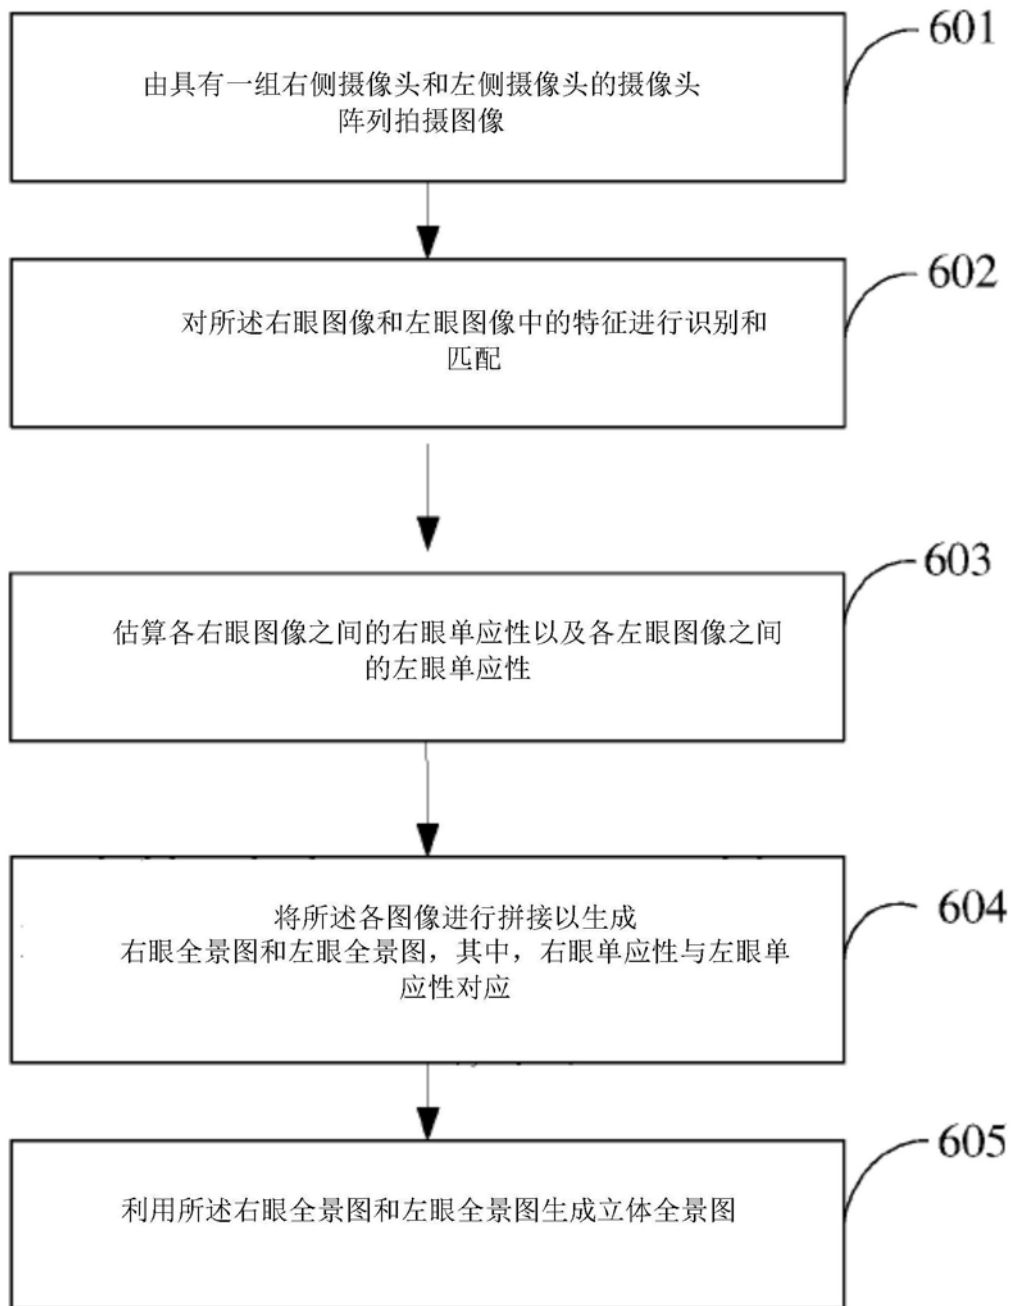 601
由具有一组右侧摄像头和左侧摄像头的摄像头
阵列拍摄图像
602
对所述右眼图像和左眼图像中的特征进行识别和
匹配
603
估算各右眼图像之间的右眼单应性以及各左眼图像之间
的左眼单应性
604
将所述各图像进行拼接以生成
右眼全景图和左眼全景图，其中，右眼单应性与左眼单
应性对应
605
利用所述右眼全景图和左眼全景图生成立体全景图